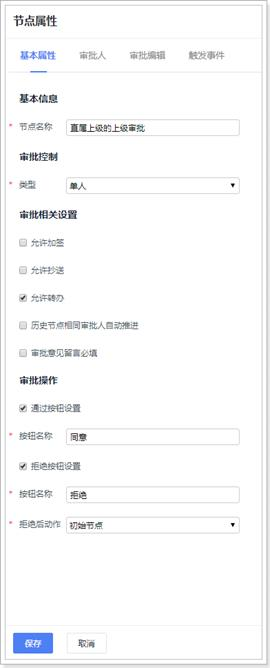 节点属性
基本属性 审批人 审批编辑 触发事件
基本信息
* 节点名称 直属上级的上级审批
审批控制
* 类型 单人
审批相关设置
允许加签
允许抄送
允许转办
历史节点相同审批人自动推进
审批意见留言必填
审批操作
通过按钮设置
* 按钮名称 同意
拒绝按钮设置
* 按钮名称 拒绝
* 拒绝后动作 初始节点
保存 取消